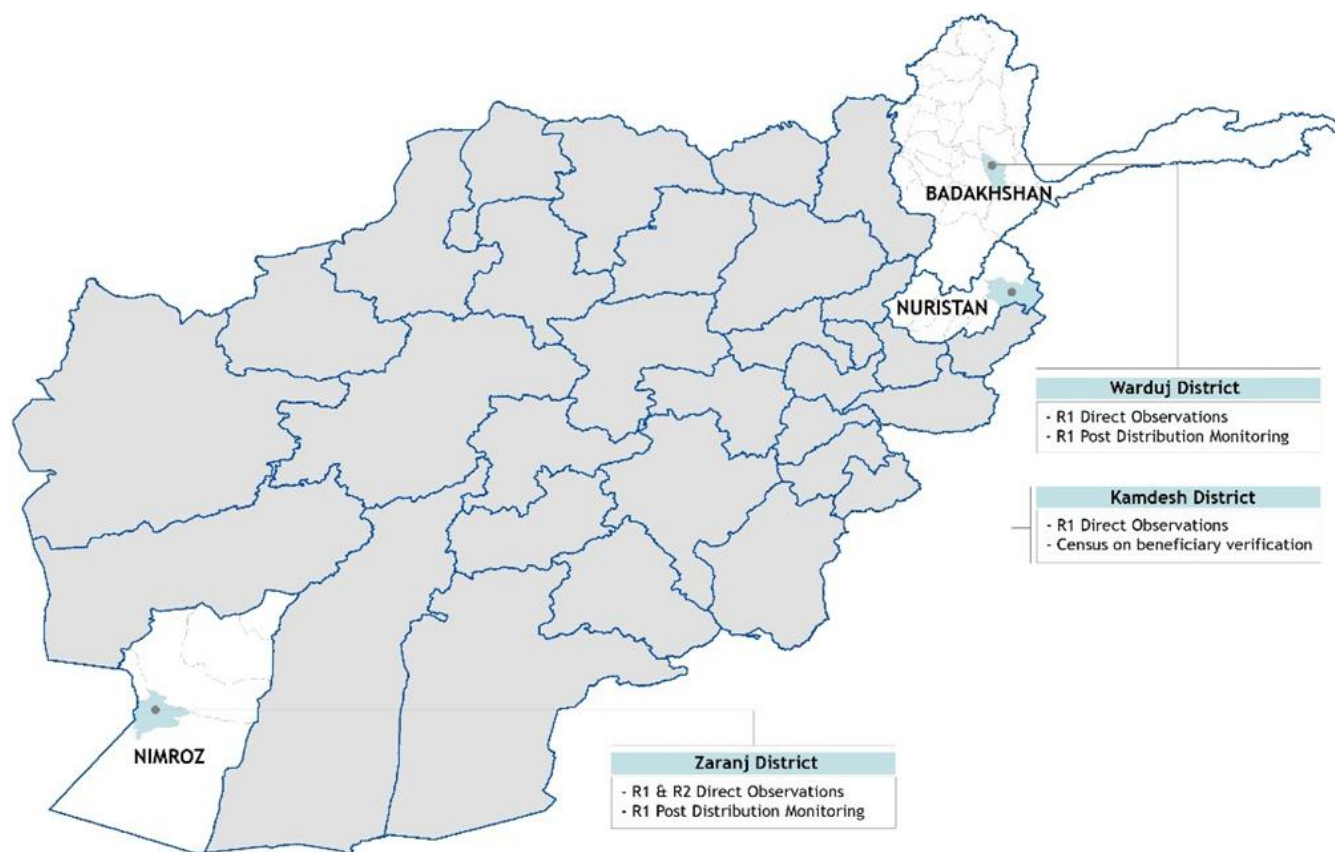 BADAKHSHAN
NURISTAN
Warduj District
- R1 Direct Observations
- R1 Post Distribution Monitoring
Kamdesh District
- R1 Direct Observations
- Census on beneficiary verification
NIMROZ
Zaranj District
- R1 & R2 Direct Observations
- R1 Post Distribution Monitoring